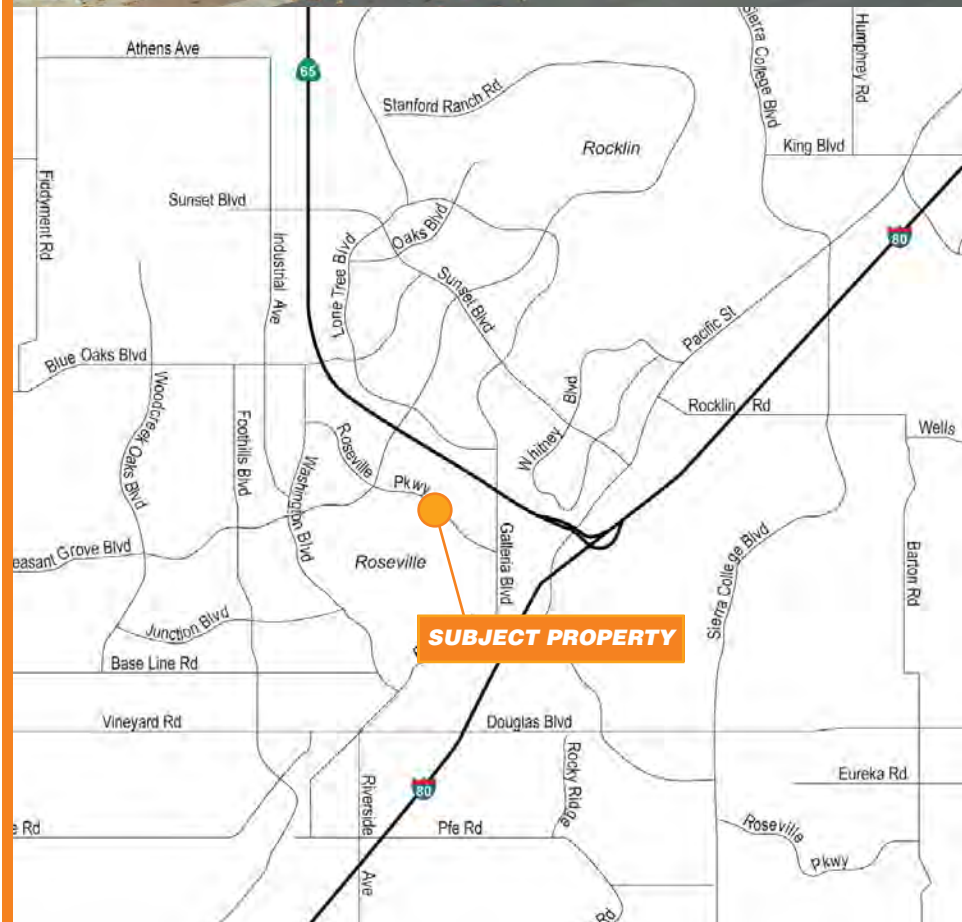 Athens Ave
65
Stanford Ranch Rd
Rocklin
Sierra College Blvd
Humphrey Rd
King Blvd
Fiddyment Rd
Sunset Blvd
Industrial Ave
Lone Tree Blvd
Oaks Blvd
Sunset Blvd
80
Pacific St
Blue Oaks Blvd
Woodcreek Oaks Blvd
Foothills Blvd
Washington Blvd
Roseville
Pkwy
Whitney Blvd
Rocklin Rd
Wells
easant Grove Blvd
Roseville
Galleria Blvd
Sierra College Blvd
Barton Rd
Junction Blvd
SUBJECT PROPERTY
Base Line Rd
Vineyard Rd
Douglas Blvd
Rocky Ridge
Eureka Rd
80
Riverside Ave
e Rd
Pfe Rd
Roseville
Pkwy
Rd